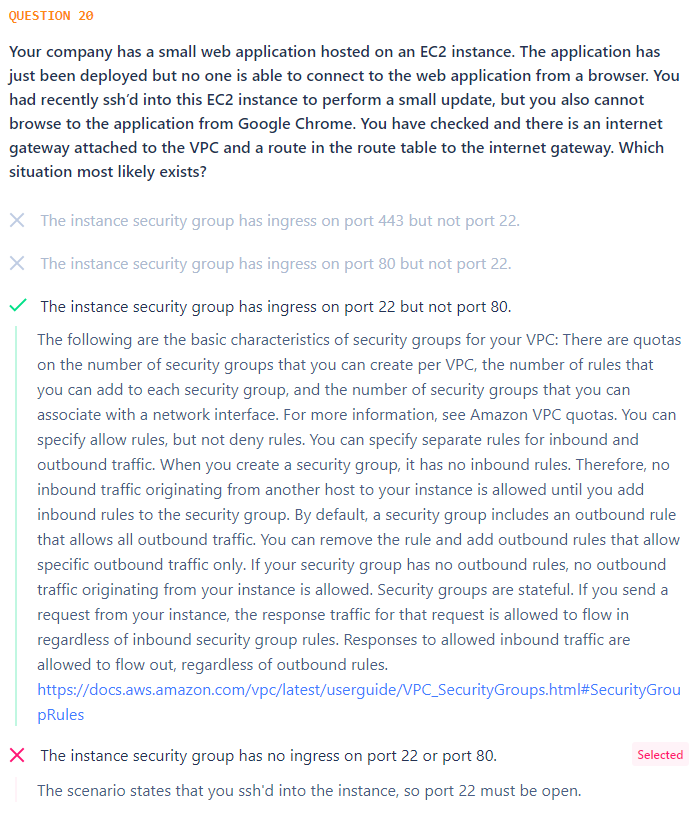 QUESTION 20
Your company has a small web application hosted on an EC2 instance. The application has
just been deployed but no one is able to connect to the web application from a browser. You
had recently ssh’d into this EC2 instance to perform a small update, but you also cannot
browse to the application from Google Chrome. You have checked and there is an internet
gateway attached to the VPC and a route in the route table to the internet gateway. Which
situation most likely exists?
The instance security group has ingress on port 443 but not port 22.
The instance security group has ingress on port 80 but not port 22.
The instance security group has ingress on port 22 but not port 80.
The following are the basic characteristics of security groups for your VPC: There are quotas
on the number of security groups that you can create per VPC, the number of rules that
you can add to each security group, and the number of security groups that you can
associate with a network interface. For more information, see Amazon VPC quotas. You can
specify allow rules, but not deny rules. You can specify separate rules for inbound and
outbound traffic. When you create a security group, it has no inbound rules. Therefore, no
inbound traffic originating from another host to your instance is allowed until you add
inbound rules to the security group. By default, a security group includes an outbound rule
that allows all outbound traffic. You can remove the rule and add outbound rules that allow
specific outbound traffic only. If your security group has no outbound rules, no outbound
traffic originating from your instance is allowed. Security groups are stateful. If you send a
request from your instance, the response traffic for that request is allowed to flow in
regardless of inbound security group rules. Responses to allowed inbound traffic are
allowed to flow out, regardless of outbound rules.
https://docs.aws.amazon.com/vpc/latest/userguide/VPC_SecurityGroups.html#SecurityGrou
pRules
The instance security group has no ingress on port 22 or port 80.
Selected
The scenario states that you ssh'd into the instance, so port 22 must be open.